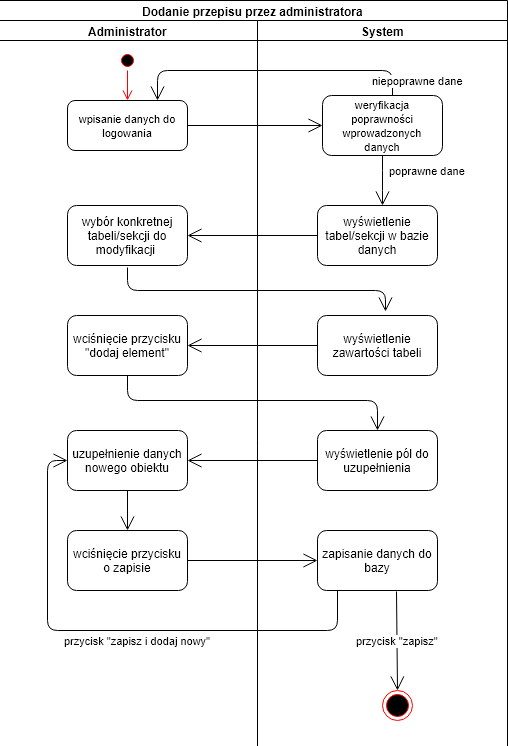 Dodanie przepisu przez administratora
Administrator
System
niepoprawne dane
wpisanie danych do
logowania
weryfikacja
poprawności
wprowadzonych
danych
poprawne dane
wybór konkretnej
tabeli/sekcji do
modyfikacji
wyświetlenie
tabel/sekcji w bazie
danych
wciśnięcie przycisku
"dodaj element"
wyświetlenie
zawartości tabeli
uzupełnienie danych
nowego obiektu
wyświetlenie pól do
uzupełnienia
wciśnięcie przycisku
o zapisie
zapisanie danych do
bazy
przycisk "zapisz i dodaj nowy"
przycisk "zapisz"